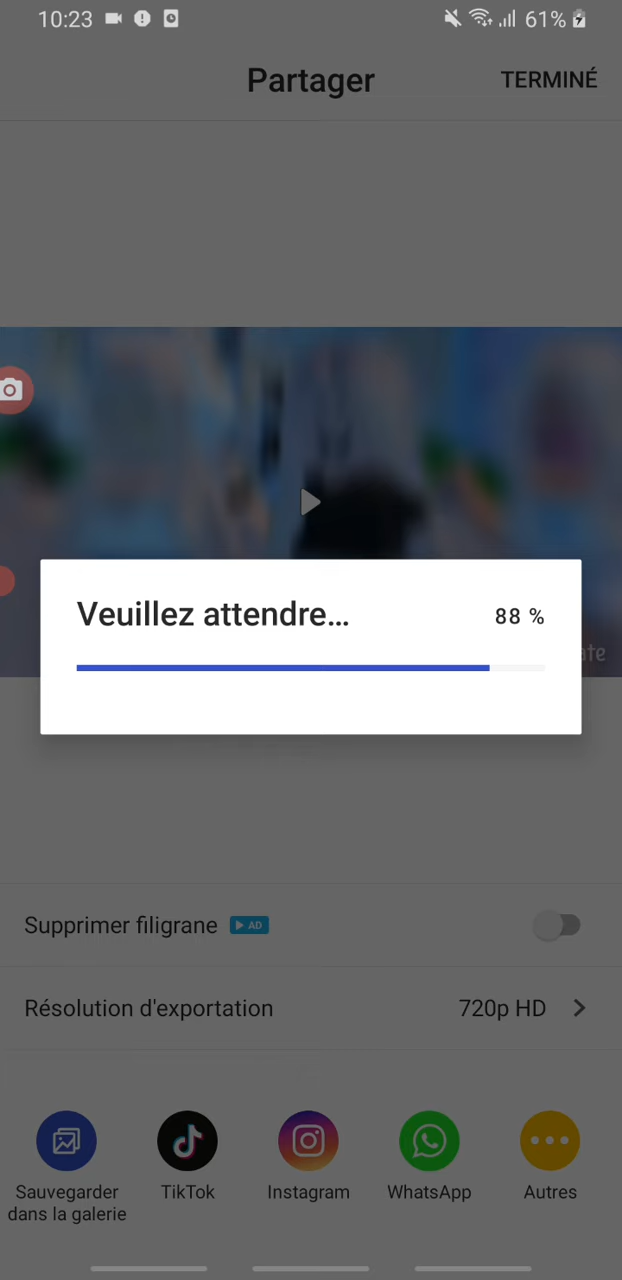 10:23
61%
Partager
TERMINÉ
Veuillez attendre...
88 %
Supprimer filigrane
AD
Résolution d'exportation
720p HD
Sauvegarder
dans la galerie
TikTok
Instagram
WhatsApp
Autres